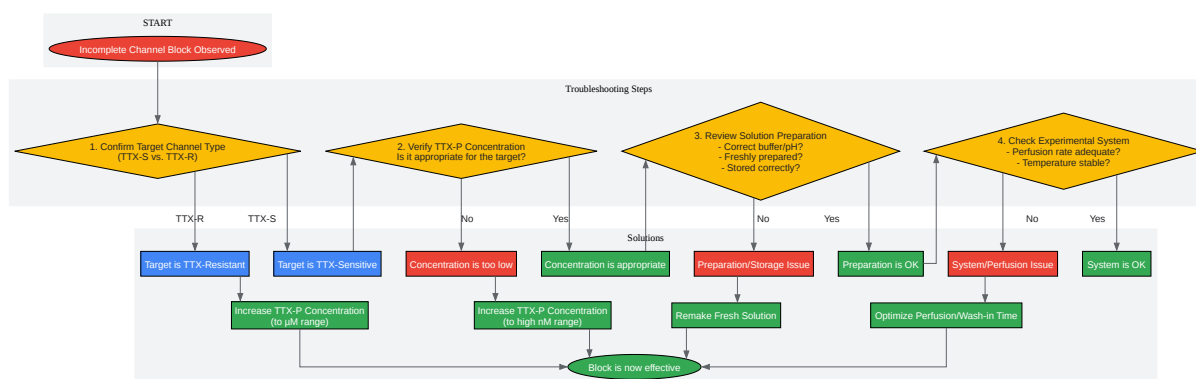 START
Incomplete Channel Block Observed
Troubleshooting Steps
1. Confirm Target Channel Type
(TTX-S vs. TTX-R)
2. Verify TTX-P Concentration
Is it appropriate for the target?
3. Review Solution Preparation
- Correct buffer/pH?
- Freshly prepared?
- Stored correctly?
4. Check Experimental System
- Perfusion rate adequate?
- Temperature stable?
TTX-R
TTX-S
No
Yes
No
Yes
No
Yes
Solutions
Target is TTX-Resistant
Target is TTX-Sensitive
Concentration is too low
Concentration is appropriate
Preparation/Storage Issue
Preparation is OK
System/Perfusion Issue
System is OK
Increase TTX-P Concentration
(to µM range)
Increase TTX-P Concentration
(to high nM range)
Remake Fresh Solution
Optimize Perfusion/Wash-in Time
Block is now effective